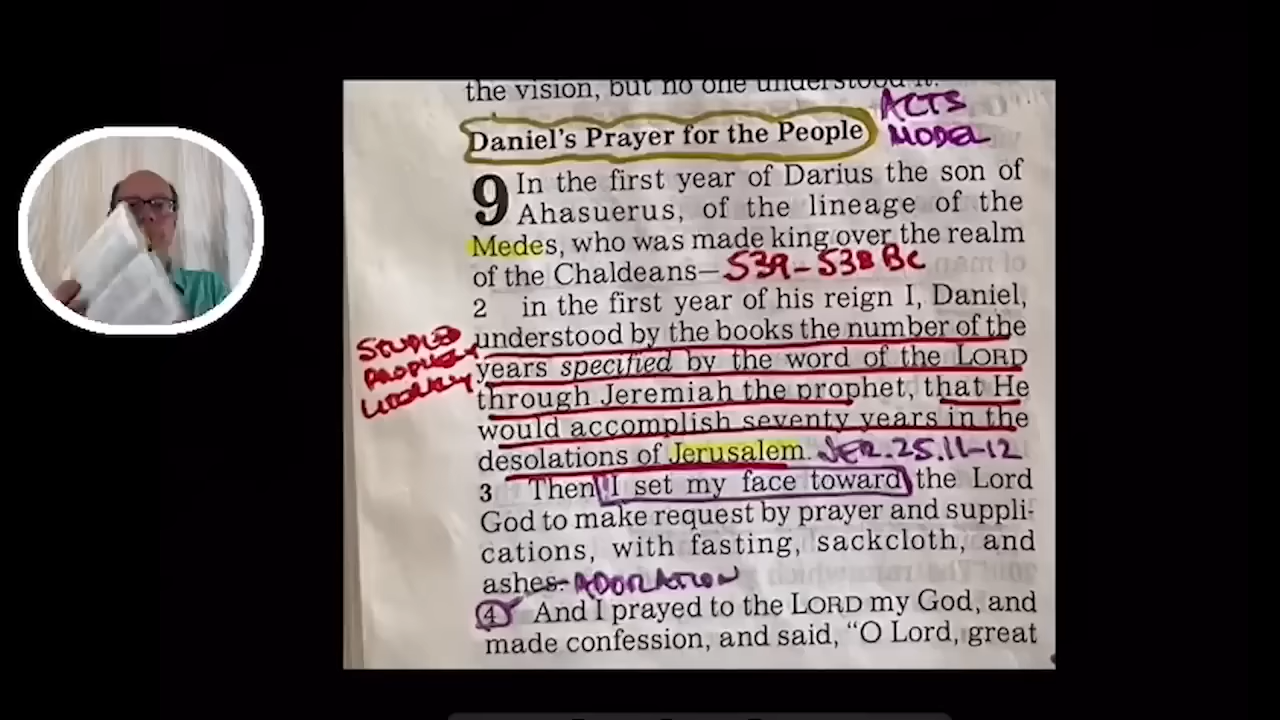 the vision, but no one understood it.
ACTS
Daniel's Prayer for the People MODEL
9 In the first year of Darius the son of
Ahasuerus, of the lineage of the
Medes, who was made king over the realm
of the Chaldeans— 539-538 BC
2 in the first year of his reign I, Daniel,
STUDIED understood by the books the number of the
PROPHECY years specified by the word of the LORD
LITERALLY through Jeremiah the prophet, that He
would accomplish seventy years in the
desolations of Jerusalem. JER. 25.11-12
3 Then I set my face toward the Lord
God to make request by prayer and suppli-
cations, with fasting, sackcloth, and
ashes. ADORATION
4 And I prayed to the LORD my God, and
made confession, and said, “O Lord, great